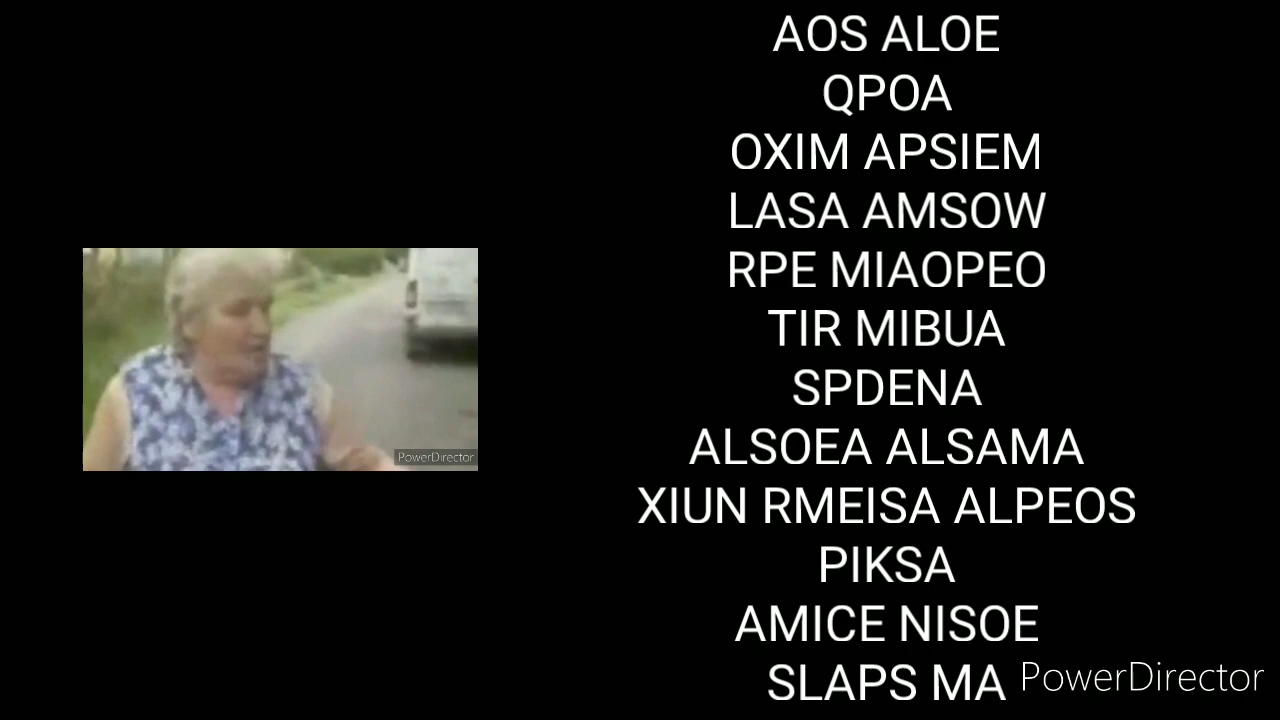 AOS ALOE
QPOA
OXIM APSIEM
LASA AMSOW
RPE MIAOPEO
TIR MIBUA
SPDENA
ALSOEA ALSAMA
XIUN RMEISA ALPEOS
PIKSA
AMICE NISOE
SLAPS MA
PowerDirector
PowerDirector